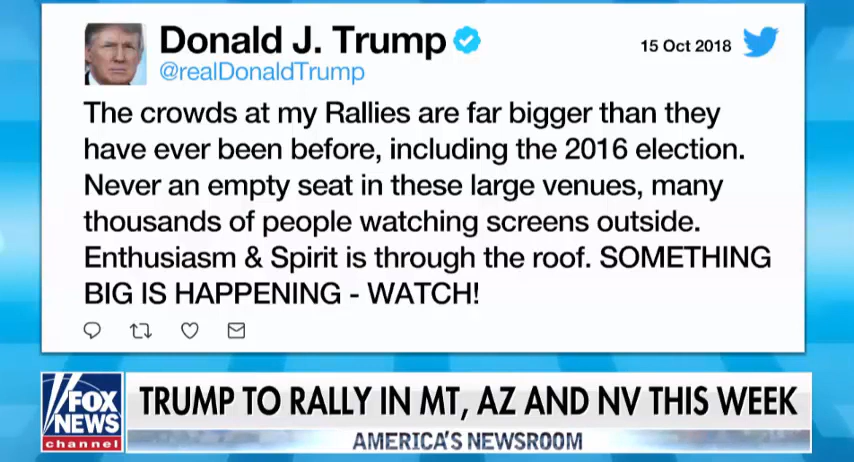 Donald J. Trump
15 Oct 2018
@realDonaldTrump
The crowds at my Rallies are far bigger than they
have ever been before, including the 2016 election.
Never an empty seat in these large venues, many
thousands of people watching screens outside.
Enthusiasm & Spirit is through the roof. SOMETHING
BIG IS HAPPENING - WATCH!
FOX
NEWS
channel
TRUMP TO RALLY IN MT, AZ AND NV THIS WEEK
AMERICA'S NEWSROOM